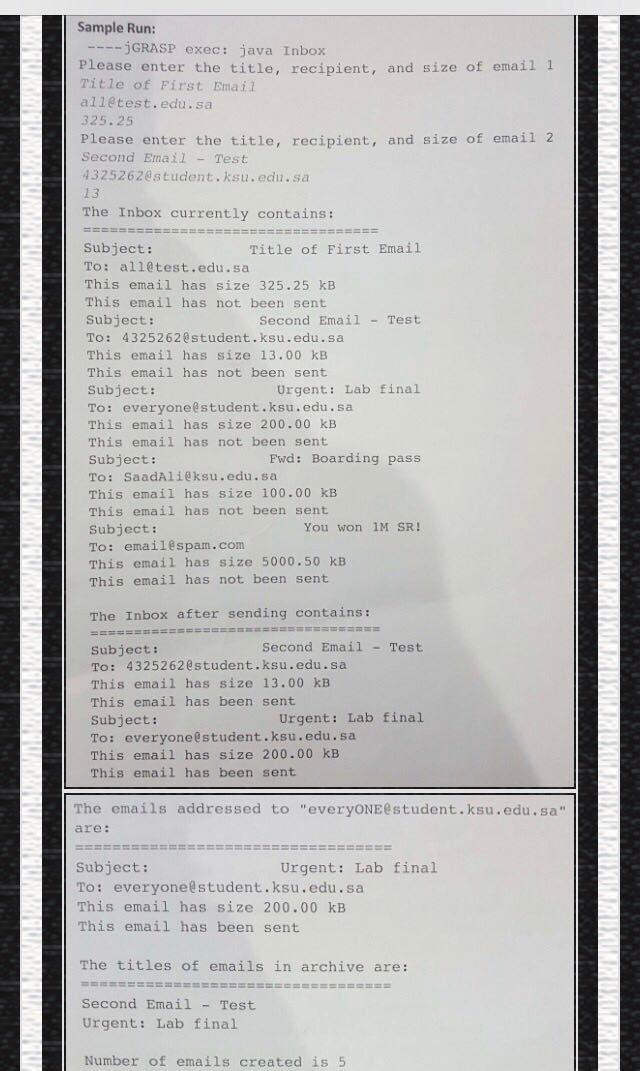 Sample Run:
----jGRASP exec: java Inbox
Please enter the title, recipient, and size of email 1
Title of First Email
all@test.edu.sa
325.25
Please enter the title, recipient, and size of email 2
Second Email - Test
4325262@student.ksu.edu.sa
13
The Inbox currently contains:
==================================
Subject: Title of First Email
To: all@test.edu.sa
This email has size 325.25 kB
This email has not been sent
Subject: Second Email - Test
To: 4325262@student.ksu.edu.sa
This email has size 13.00 kB
This email has not been sent
Subject: Urgent: Lab final
To: everyone@student.ksu.edu.sa
This email has size 200.00 kB
This email has not been sent
Subject: Fwd: Boarding pass
To: SaadAli@ksu.edu.sa
This email has size 100.00 kB
This email has not been sent
Subject: You won 1M SR!
To: email@spam.com
This email has size 5000.50 kB
This email has not been sent
The Inbox after sending contains:
==================================
Subject: Second Email - Test
To: 4325262@student.ksu.edu.sa
This email has size 13.00 kB
This email has been sent
Subject: Urgent: Lab final
To: everyone@student.ksu.edu.sa
This email has size 200.00 kB
This email has been sent
The emails addressed to "everyONE@student.ksu.edu.sa"
are:
==================================
Subject: Urgent: Lab final
To: everyone@student.ksu.edu.sa
This email has size 200.00 kB
This email has been sent
The titles of emails in archive are:
==================================
Second Email - Test
Urgent: Lab final
Number of emails created is 5